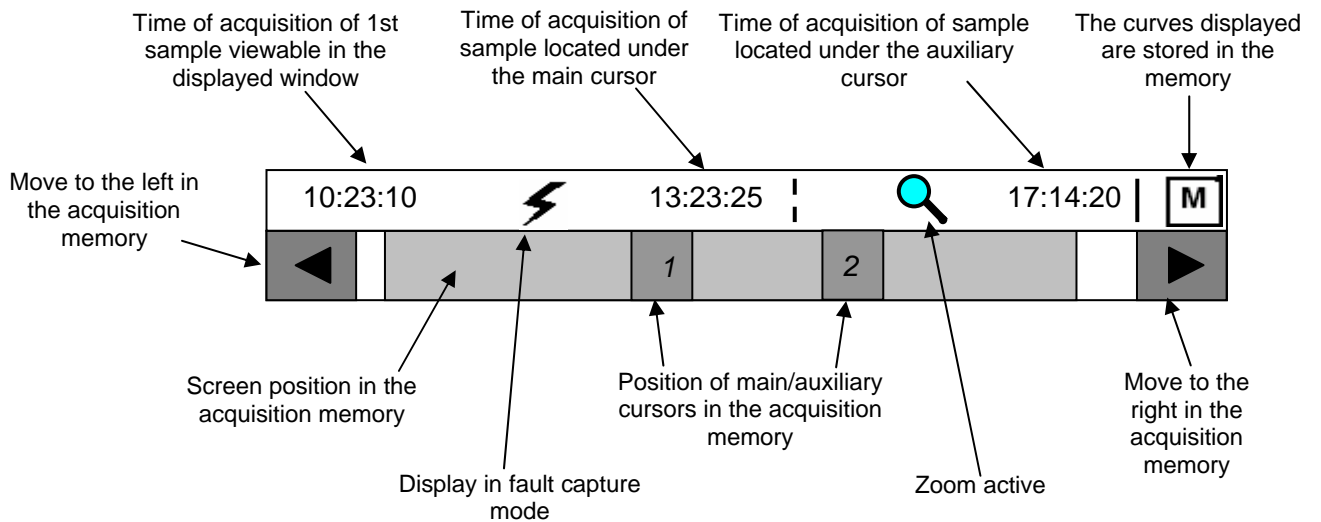 Time of acquisition of 1st
sample viewable in the
displayed window
Time of acquisition of
sample located under
the main cursor
Time of acquisition of sample
located under the auxiliary
cursor
The curves displayed
are stored in the
memory
Move to the left in
the acquisition
memory
10:23:10
13:23:25
17:14:20
M
1
2
Screen position in the
acquisition memory
Position of main/auxiliary
cursors in the acquisition
memory
Move to the
right in the
acquisition
memory
Display in fault capture
mode
Zoom active